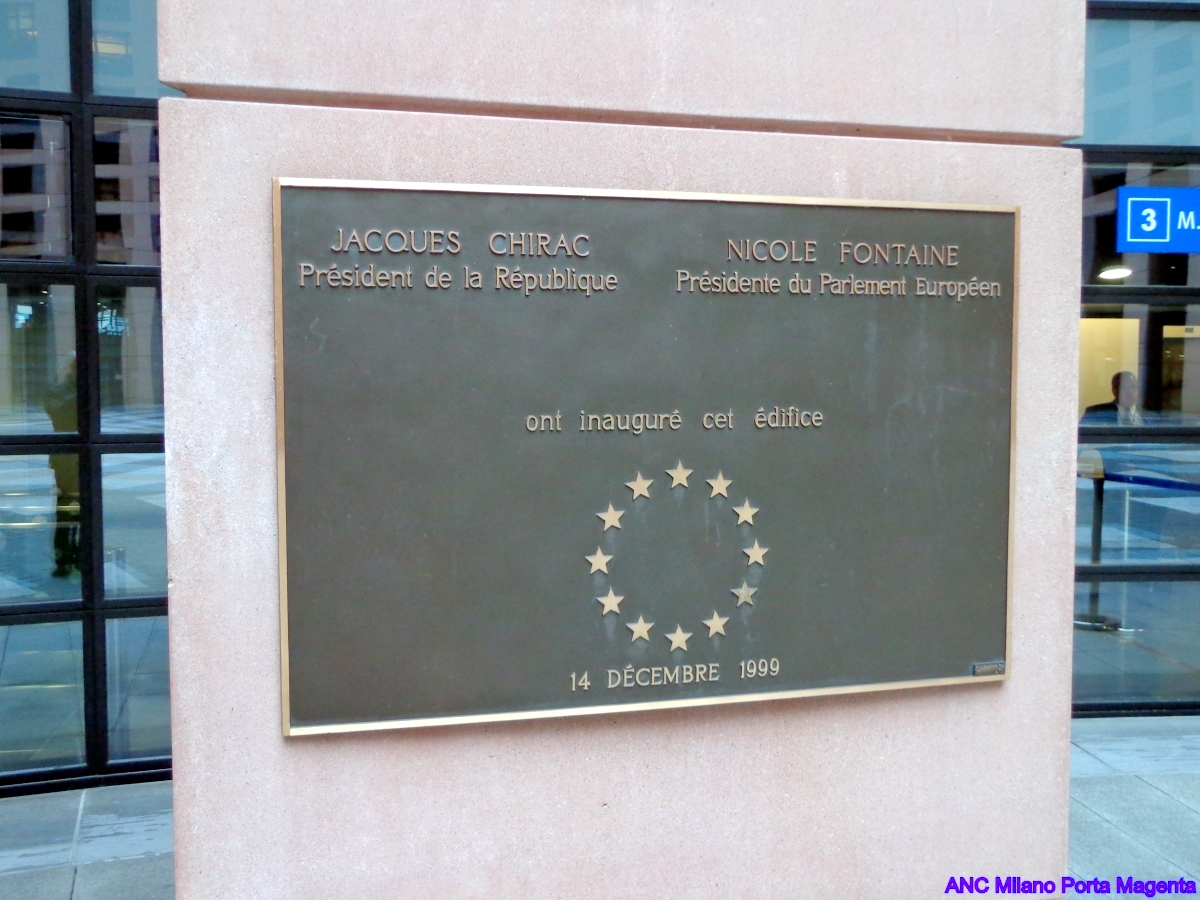 JACQUES CHIRAC
Président de la République
NICOLE FONTAINE
Présidente du Parlement Européen
ont inauguré cet édifice
14 DÉCEMBRE 1999
3 M.
ANC Milano Porta Magenta